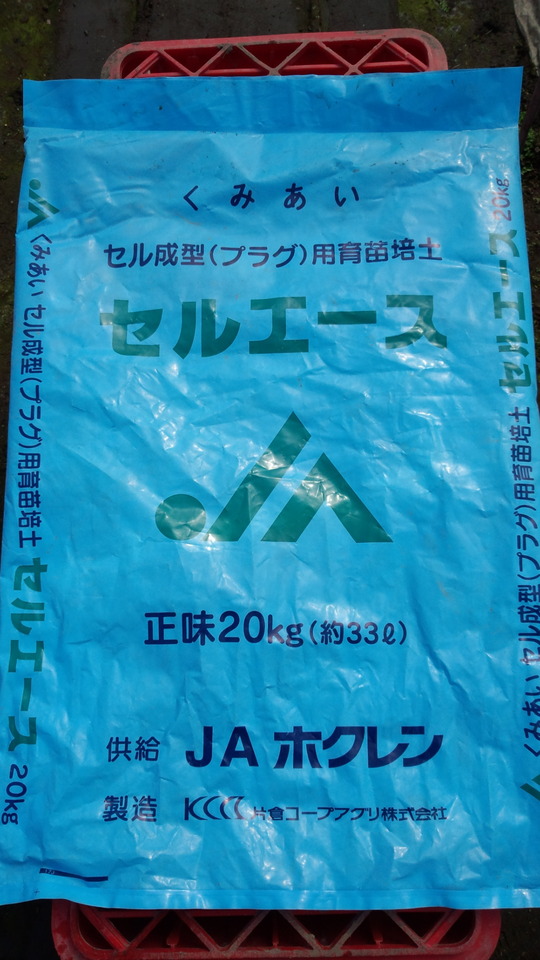 くみあい
セル成型(プラグ)用育苗培土
セルエース
JA
正味20kg(約33ℓ)
供給 JA ホクレン
製造 KCCC 片倉コープアグリ株式会社
JA くみあい セル成型(プラグ)用育苗培土 セルエース 20kg
くみあい セル成型(プラグ)用育苗培土 セルエース 20kg